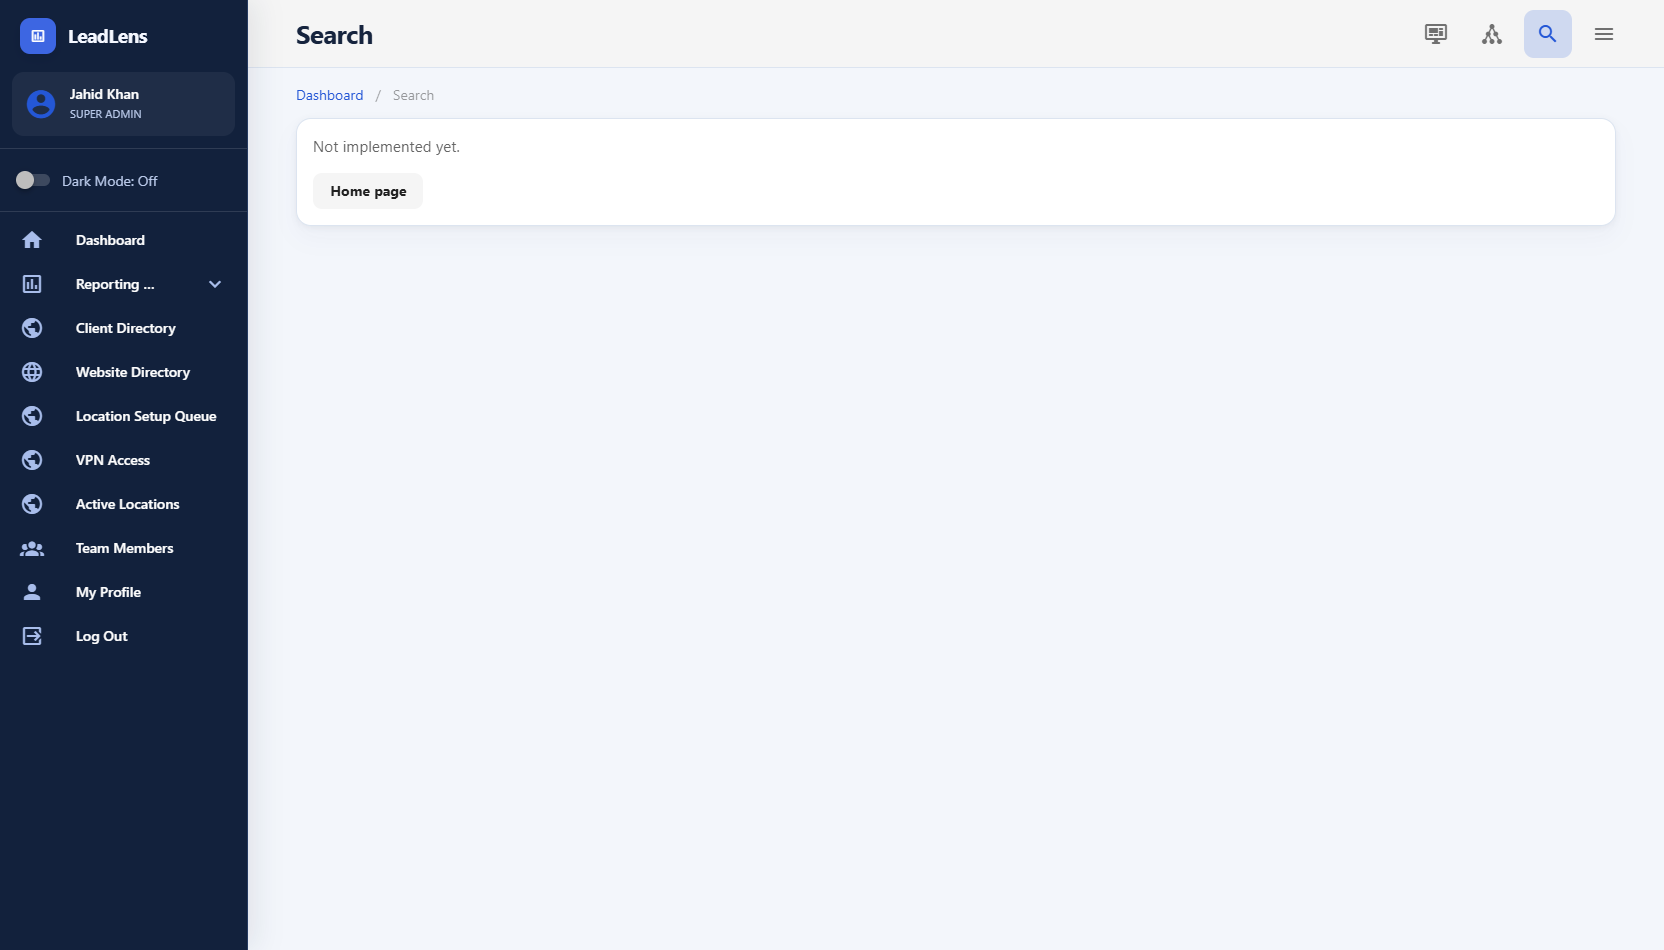 LeadLens
Jahid Khan
SUPER ADMIN
Dark Mode: Off
Dashboard
Reporting ...
Client Directory
Website Directory
Location Setup Queue
VPN Access
Active Locations
Team Members
My Profile
Log Out
Search
Dashboard / Search
Not implemented yet.
Home page